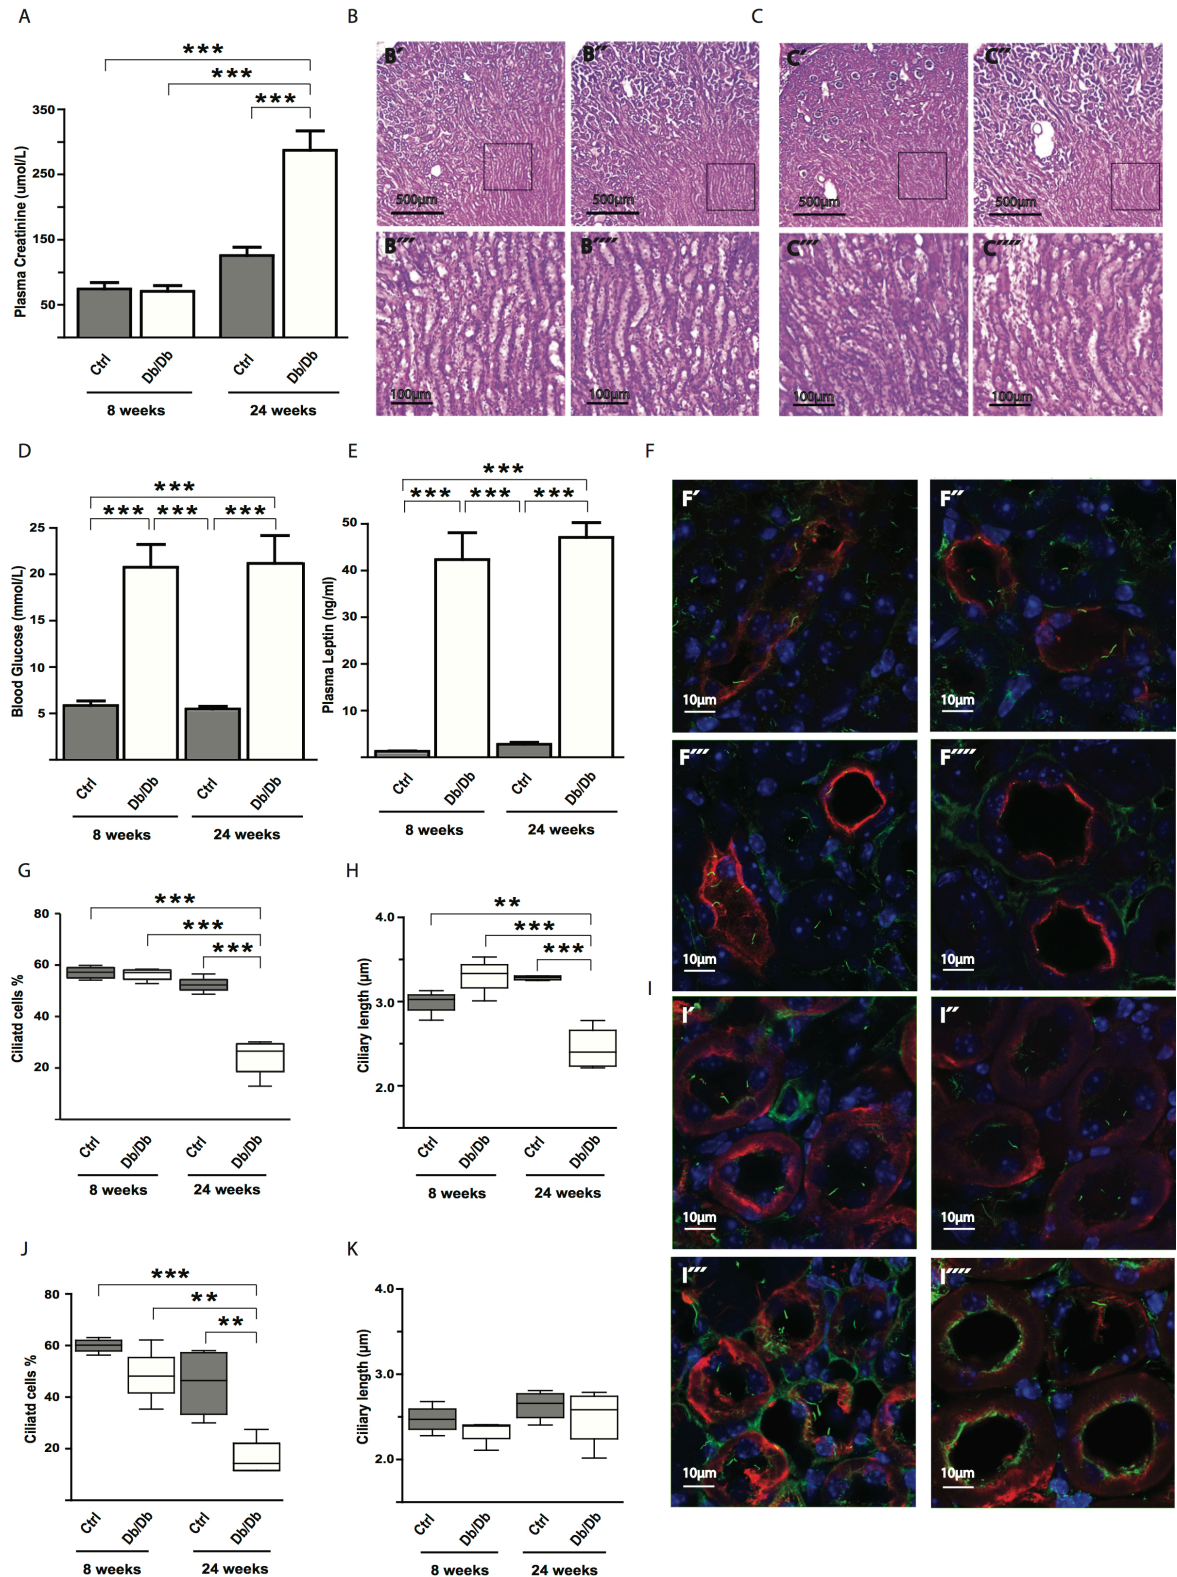 A
***
***
***
350
250
150
50
Plasma Creatinine (umol/L)
Ctrl
Db/Db
Ctrl
Db/Db
8 weeks
24 weeks
B
B′
500µm
B″
500µm
B‴
100µm
B⁗
100µm
C
C′
500µm
C″
500µm
C‴
100µm
C⁗
100µm
D
***
*** *** ***
25
20
15
10
5
Blood Glucose (mmol/L)
Ctrl
Db/Db
Ctrl
Db/Db
8 weeks
24 weeks
E
***
*** *** ***
50
40
30
20
10
Plasma Leptin (ng/ml)
Ctrl
Db/Db
Ctrl
Db/Db
8 weeks
24 weeks
F
F′
10µm
F″
10µm
F‴
10µm
F⁗
10µm
G
***
***
***
80
60
40
20
Ciliatd cells %
Ctrl
Db/Db
Ctrl
Db/Db
8 weeks
24 weeks
H
**
***
***
4.0
3.0
2.0
Ciliary length (µm)
Ctrl
Db/Db
Ctrl
Db/Db
8 weeks
24 weeks
I
I′
10µm
I″
10µm
I‴
10µm
I⁗
10µm
J
***
**
**
80
60
40
20
Ciliatd cells %
Ctrl
Db/Db
Ctrl
Db/Db
8 weeks
24 weeks
K
4.0
3.0
2.0
Ciliary length (µm)
Ctrl
Db/Db
Ctrl
Db/Db
8 weeks
24 weeks